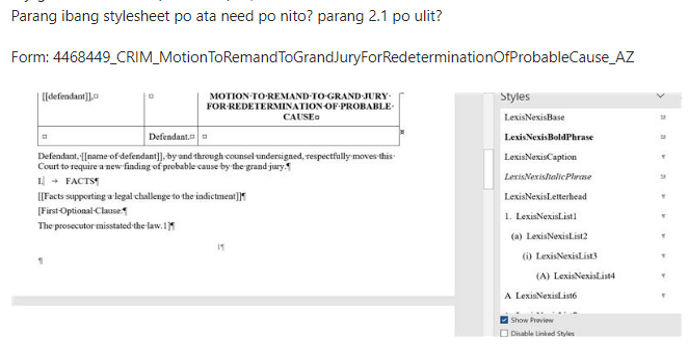 Parang ibang stylesheet po ata need po nito? parang 2.1 po ulit?
Form: 4468449_CRIM_MotionToRemandToGrandJuryForRedeterminationOfProbableCause_AZ
[[defendant]],¤
¤
MOTION·TO·REMAND·TO·GRAND·JURY·
FOR·REDETERMINATION·OF·PROBABLE·
CAUSE¤
¤
Defendant.¤
¤
Defendant,·[[name·of·defendant]],·by·and·through·counsel·undersigned,·respectfully·moves·this·
Court·to·require·a·new·finding·of·probable·cause·by·the·grand·jury.¶
I. → FACTS¶
[[Facts·supporting·a·legal·challenge·to·the·indictment]]¶
[First·Optional·Clause:¶
The·prosecutor·misstated·the·law.1]¶
1¶
¶
Styles
LexisNexisBase
LexisNexisBoldPhrase
LexisNexisCaption
LexisNexisItalicPhrase
LexisNexisLetterhead
1. LexisNexisList1
(a) LexisNexisList2
(i) LexisNexisList3
(A) LexisNexisList4
A LexisNexisList6
Show Preview
Disable Linked Styles